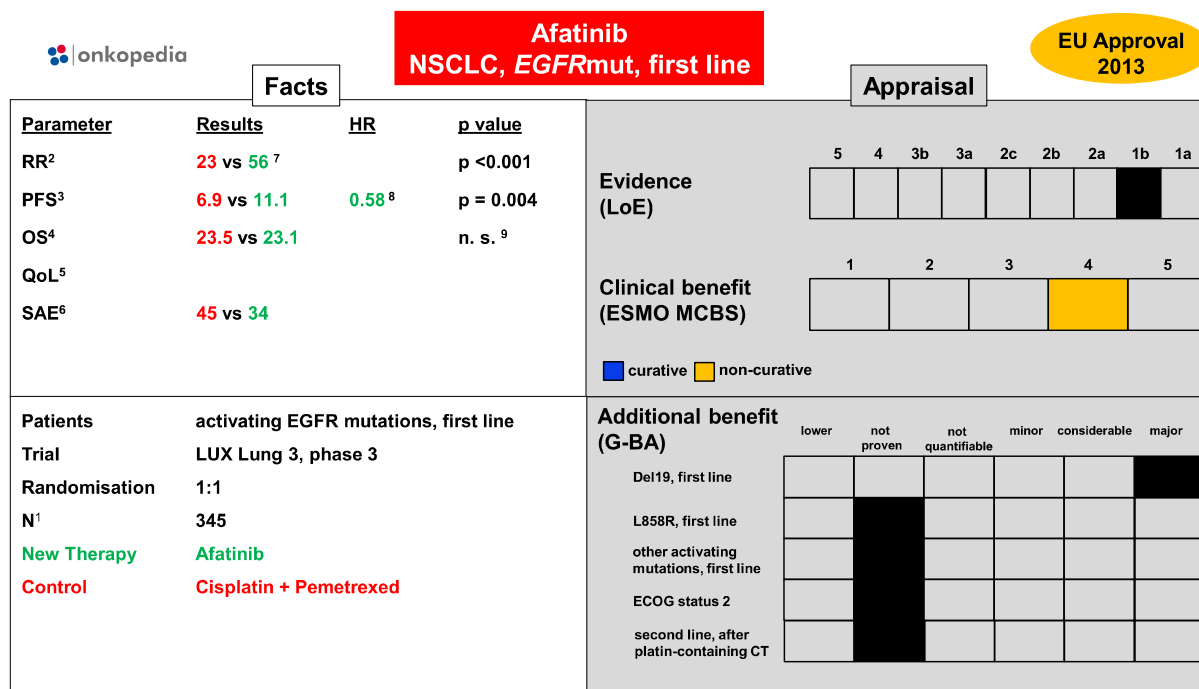 onkopedia
Afatinib
NSCLC, EGFRmut, first line
EU Approval
2013
Facts
Parameter Results HR p value
RR2 23 vs 56 7 p <0.001
PFS3 6.9 vs 11.1 0.58 8 p = 0.004
OS4 23.5 vs 23.1 n. s. 9
QoL5
SAE6 45 vs 34
Patients activating EGFR mutations, first line
Trial LUX Lung 3, phase 3
Randomisation 1:1
N1 345
New Therapy Afatinib
Control Cisplatin + Pemetrexed
Appraisal
5 4 3b 3a 2c 2b 2a 1b 1a
Evidence
(LoE)
1 2 3 4 5
Clinical benefit
(ESMO MCBS)
curative non-curative
Additional benefit
(G-BA)
lower not proven not quantifiable minor considerable major
Del19, first line
L858R, first line
other activating
mutations, first line
ECOG status 2
second line, after
platin-containing CT